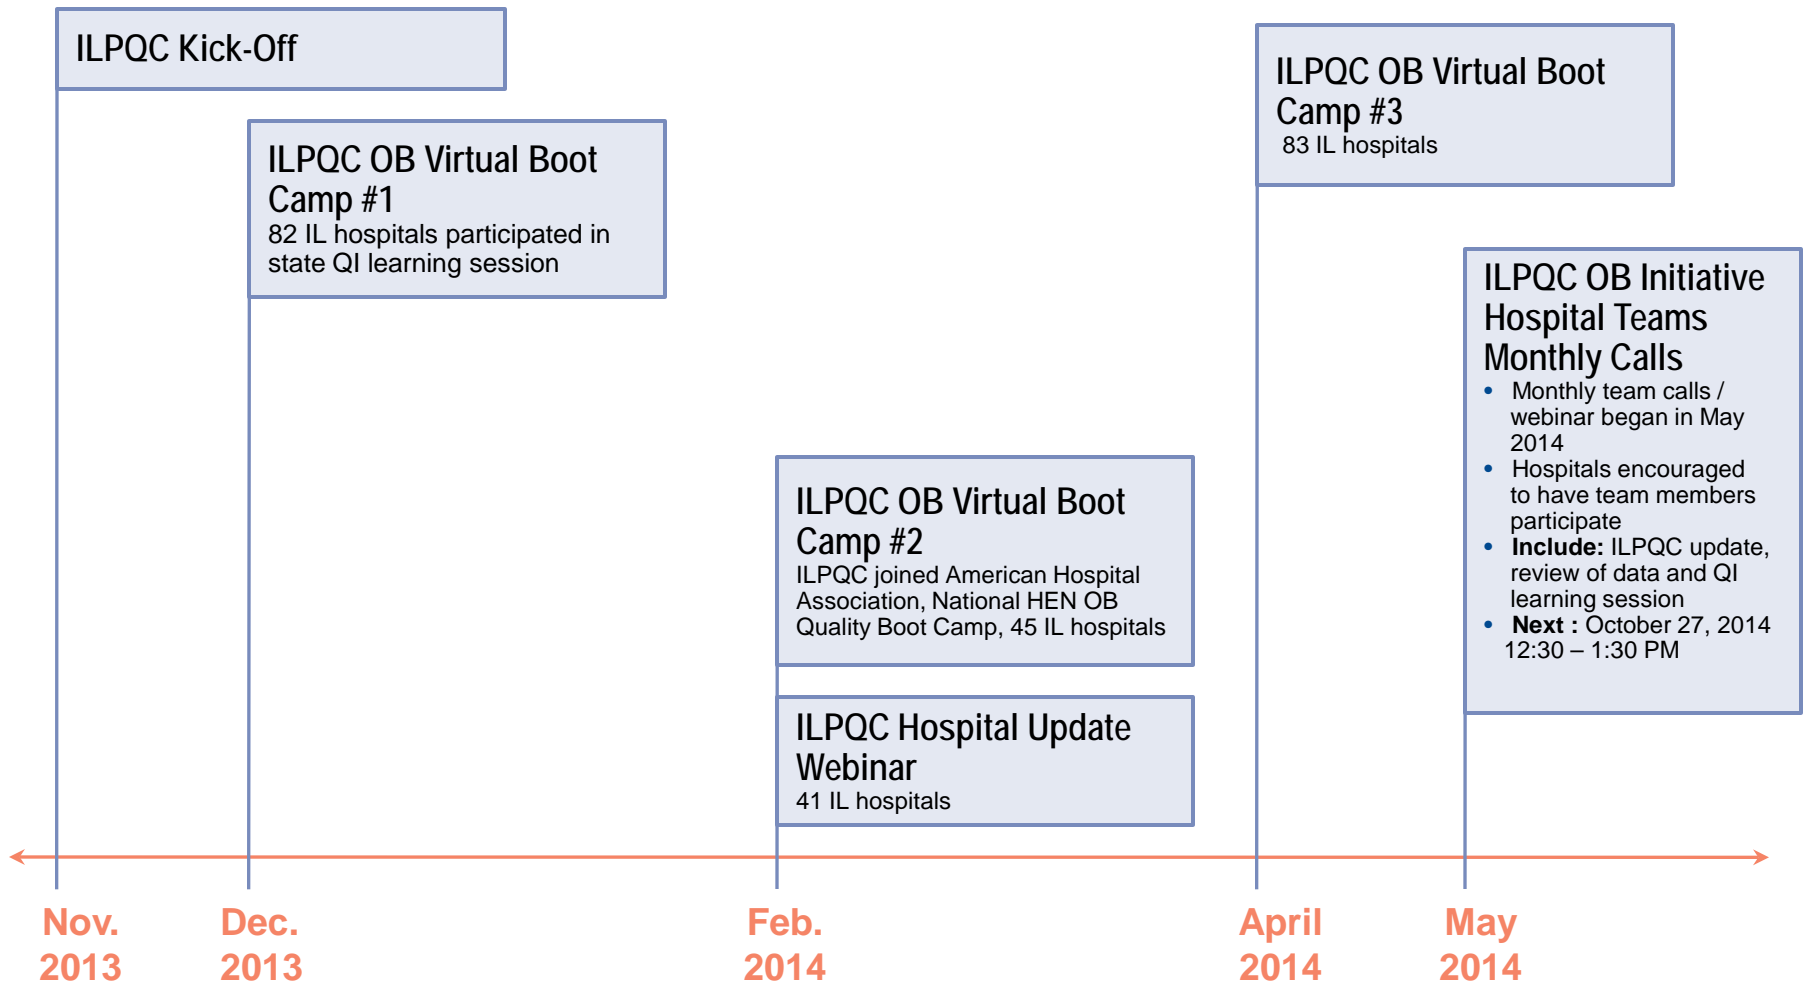 ILPQC Kick-Off
ILPQC OB Virtual Boot
Camp #1
82 IL hospitals participated in
state QI learning session
ILPQC OB Virtual Boot
Camp #2
ILPQC joined American Hospital
Association, National HEN OB
Quality Boot Camp, 45 IL hospitals
ILPQC Hospital Update
Webinar
41 IL hospitals
ILPQC OB Virtual Boot
Camp #3
83 IL hospitals
ILPQC OB Initiative
Hospital Teams
Monthly Calls
• Monthly team calls /
webinar began in May
2014
• Hospitals encouraged
to have team members
participate
• Include: ILPQC update,
review of data and QI
learning session
• Next : October 27, 2014
12:30 – 1:30 PM
Nov.
2013
Dec.
2013
Feb.
2014
April
2014
May
2014